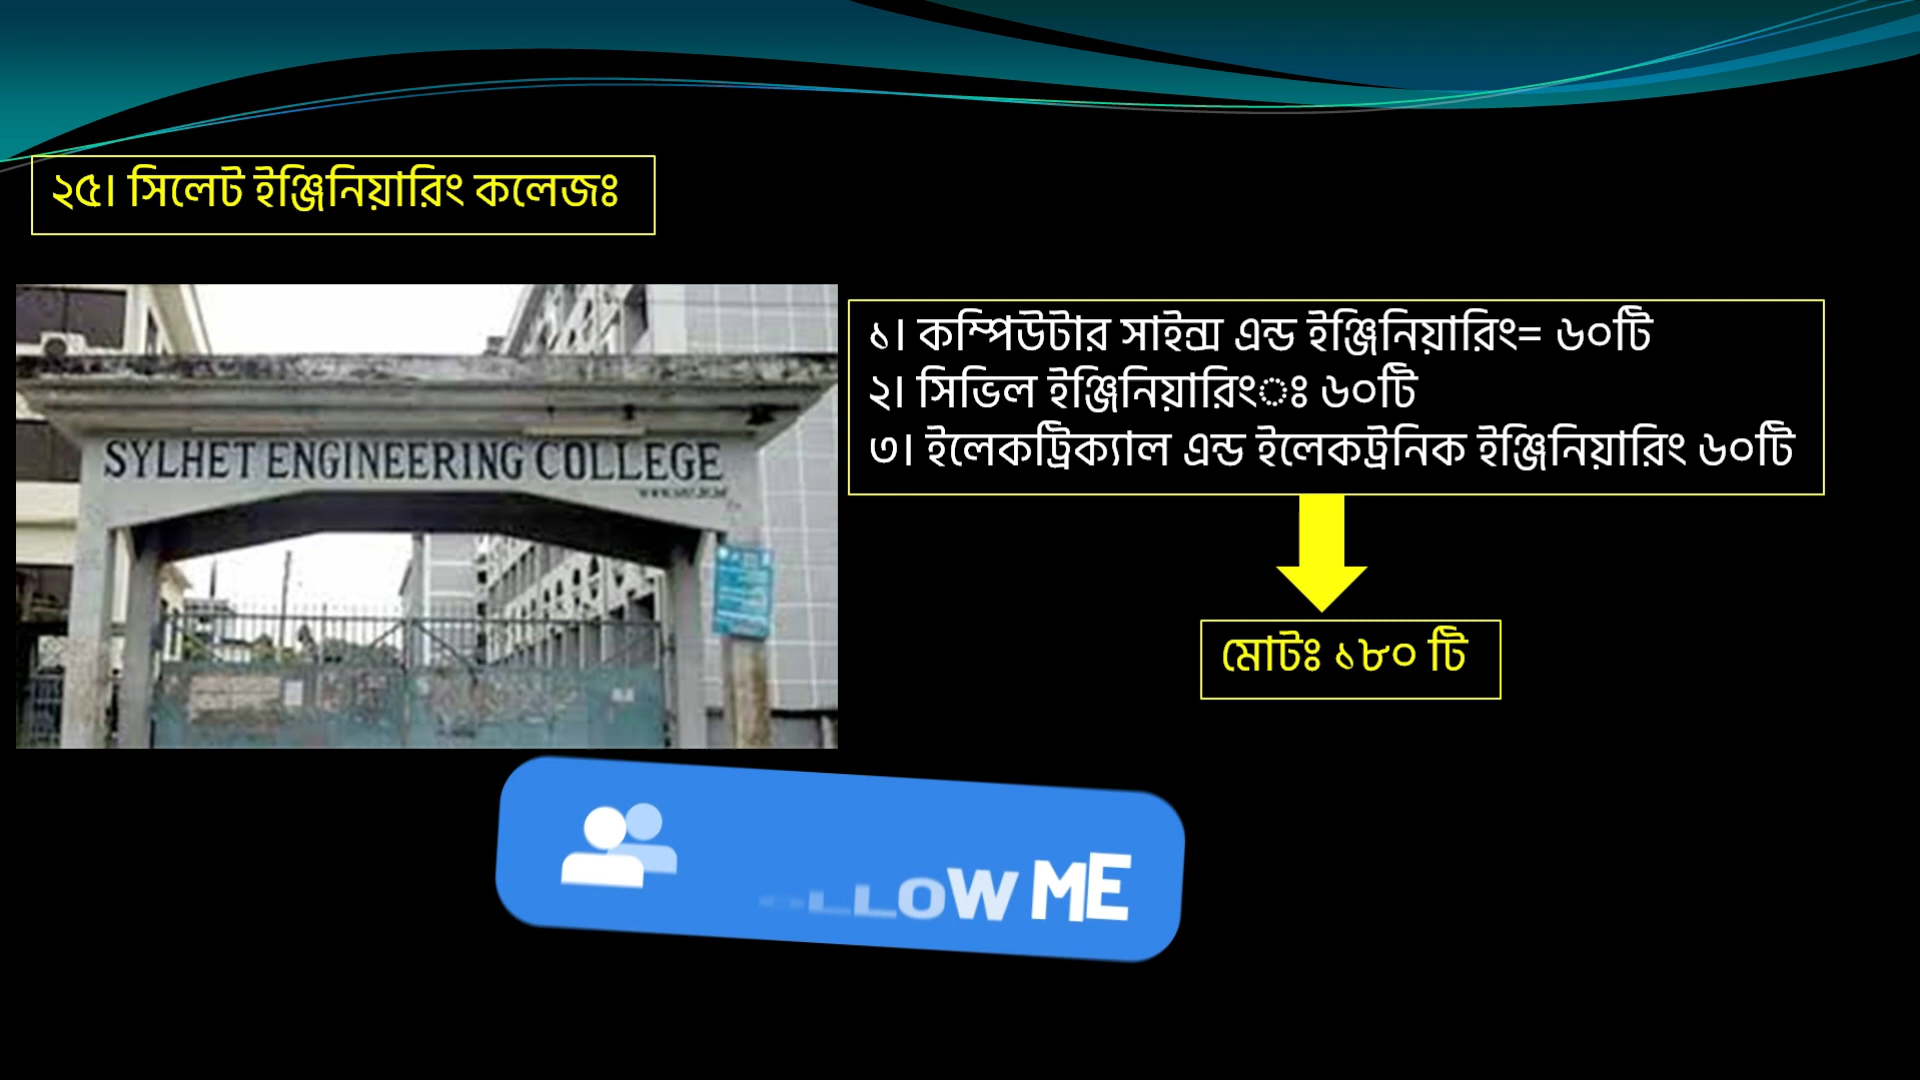 ২৫। সিলেট ইঞ্জিনিয়ারিং কলেজঃ
SYLHET ENGINEERING COLLEGE
১। কম্পিউটার সাইন্স এন্ড ইঞ্জিনিয়ারিং= ৬০টি
২। সিভিল ইঞ্জিনিয়ারিংঃ ৬০টি
৩। ইলেকট্রিক্যাল এন্ড ইলেকট্রনিক ইঞ্জিনিয়ারিং ৬০টি
মোটঃ ১৮০ টি
OLLOW ME